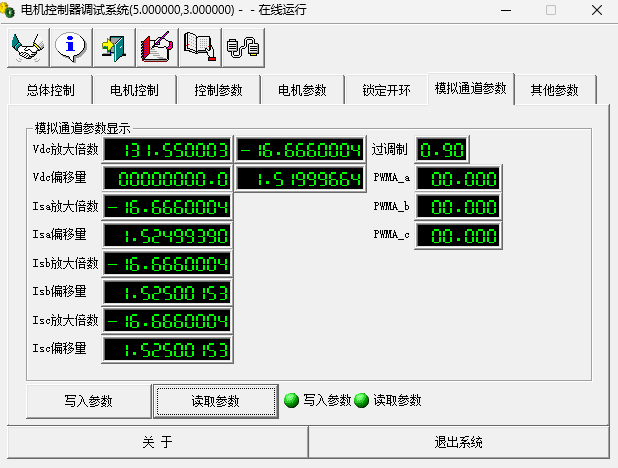 电机控制器调试系统(5.000000,3.000000) - - 在线运行
总体控制 电机控制 控制参数 电机参数 锁定开环 模拟通道参数 其他参数
模拟通道参数显示
Vdc放大倍数 131.550003 -16.6660004 过调制 0.90
Vdc偏移量 00000000.0 1.51999664 PWMA_a 00.000
Isa放大倍数 -16.6660004 PWMA_b 00.000
Isa偏移量 1.52499390 PWMA_c 00.000
Isb放大倍数 -16.6660004
Isb偏移量 1.52500153
Isc放大倍数 -16.6660004
Isc偏移量 1.52500153
写入参数 读取参数 写入参数 读取参数
关 于 退出系统